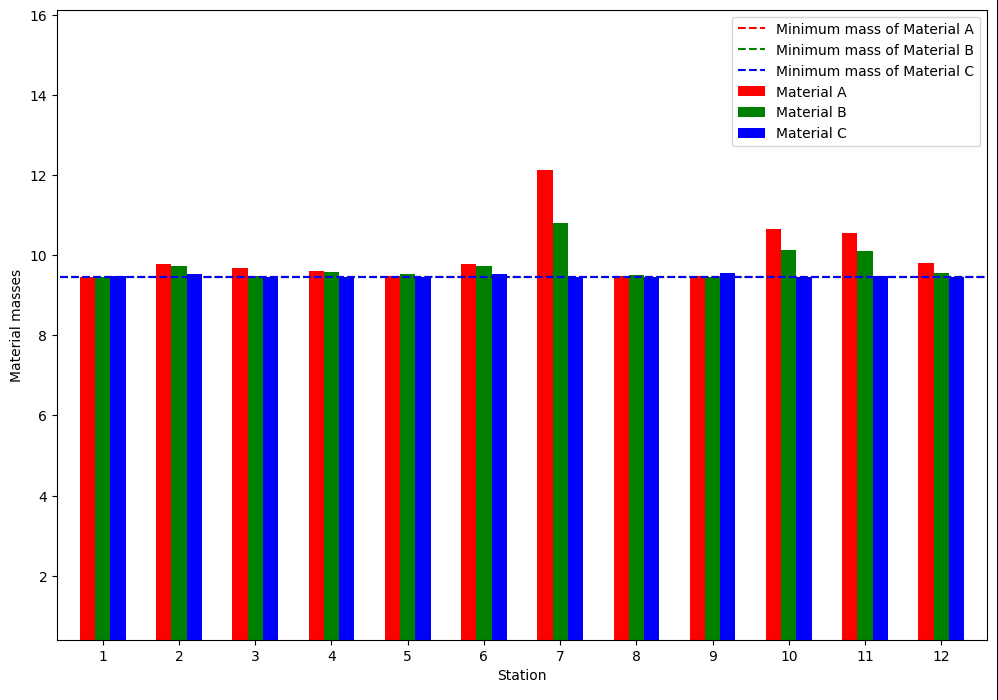 16
14
12
10
8
6
4
2
Material masses
Minimum mass of Material A
Minimum mass of Material B
Minimum mass of Material C
Material A
Material B
Material C
1 2 3 4 5 6 7 8 9 10 11 12
Station